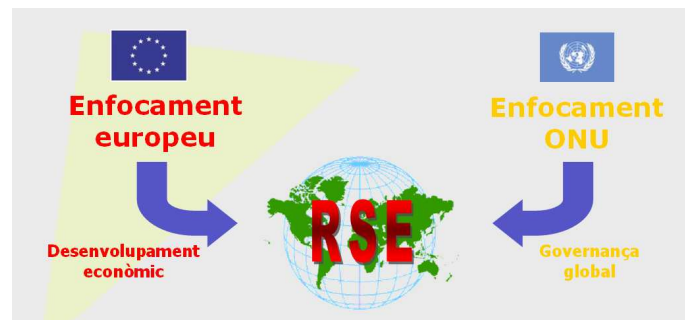 Enfocament
europeu
Enfocament
ONU
RSE
Desenvolupament
econòmic
Governança
global